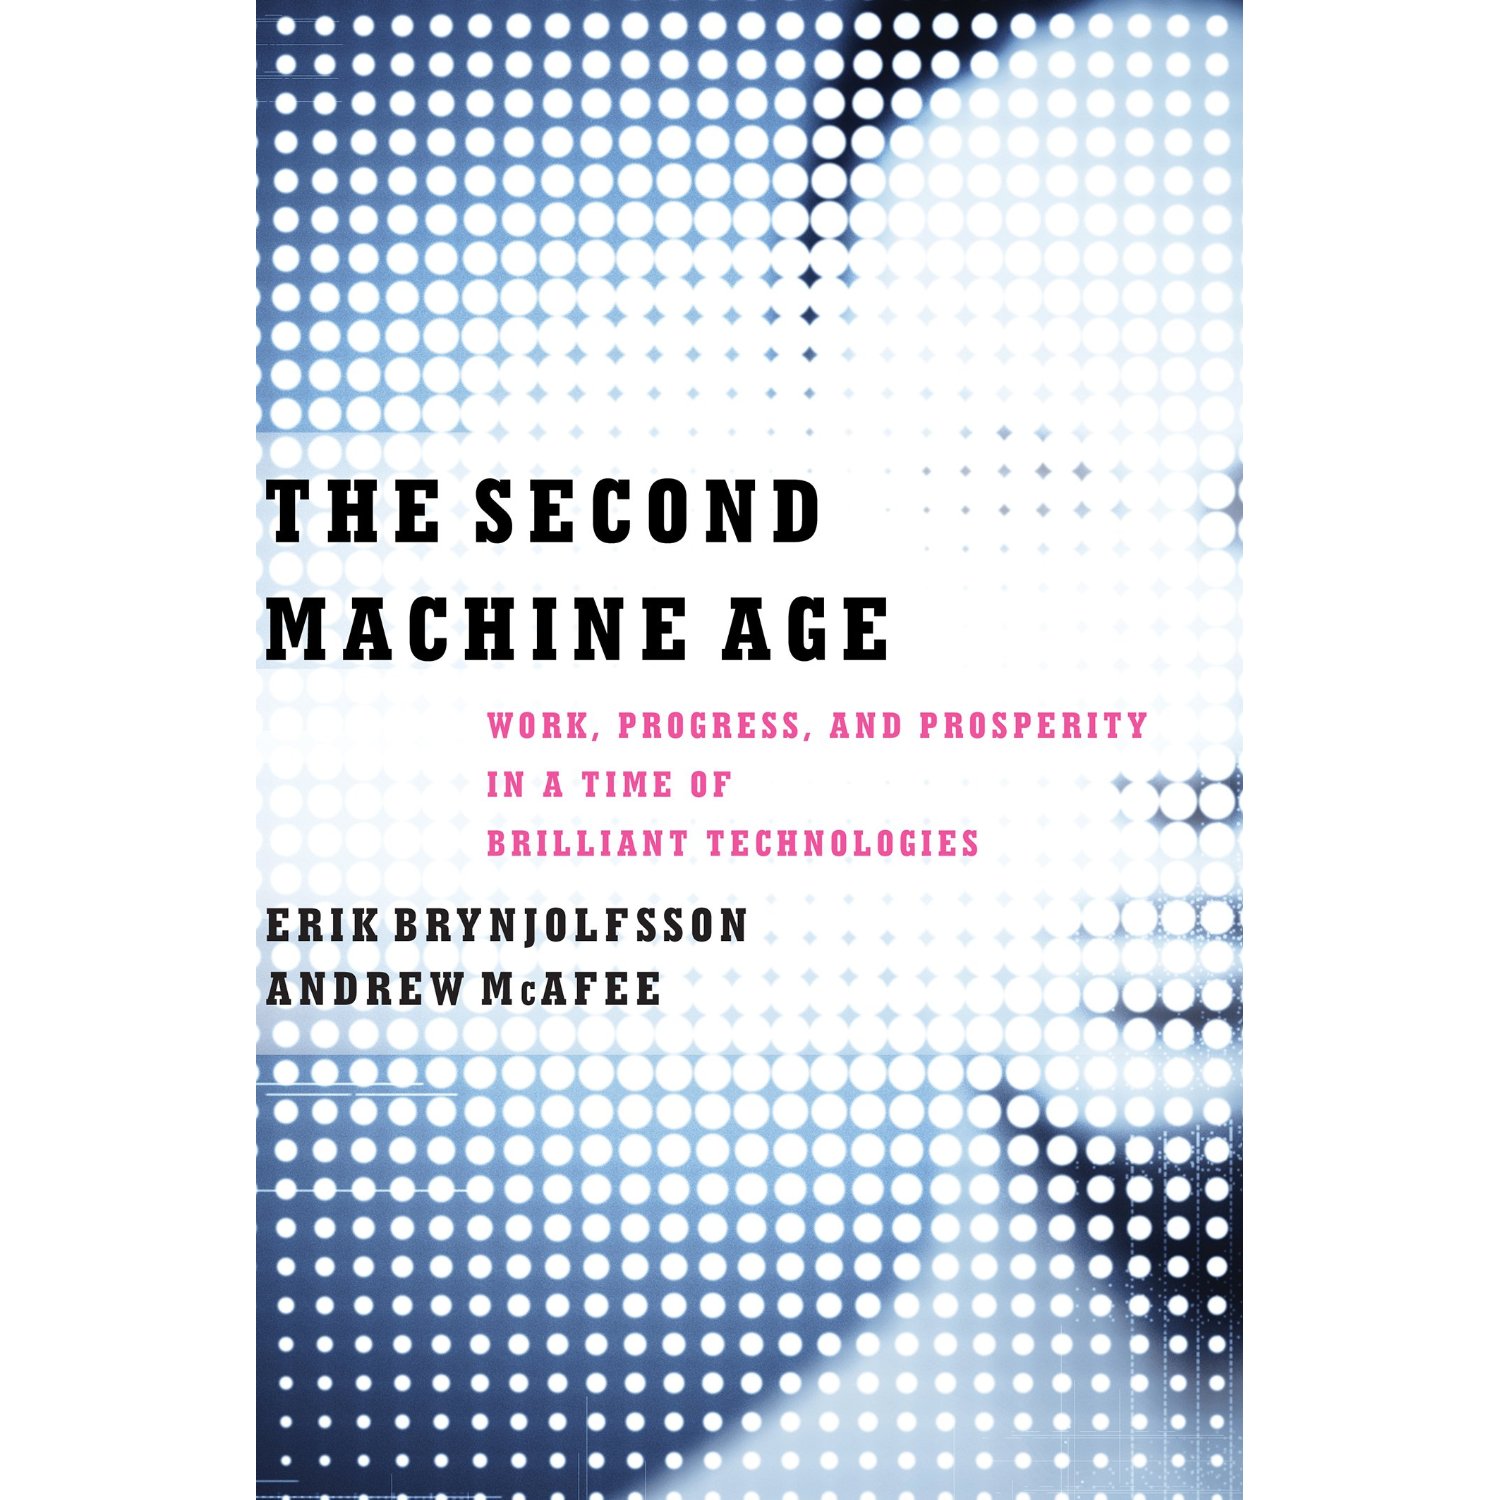 THE SECOND
MACHINE AGE
WORK, PROGRESS, AND PROSPERITY
IN A TIME OF
BRILLIANT TECHNOLOGIES
ERIK BRYNJOLFSSON
ANDREW McAFEE